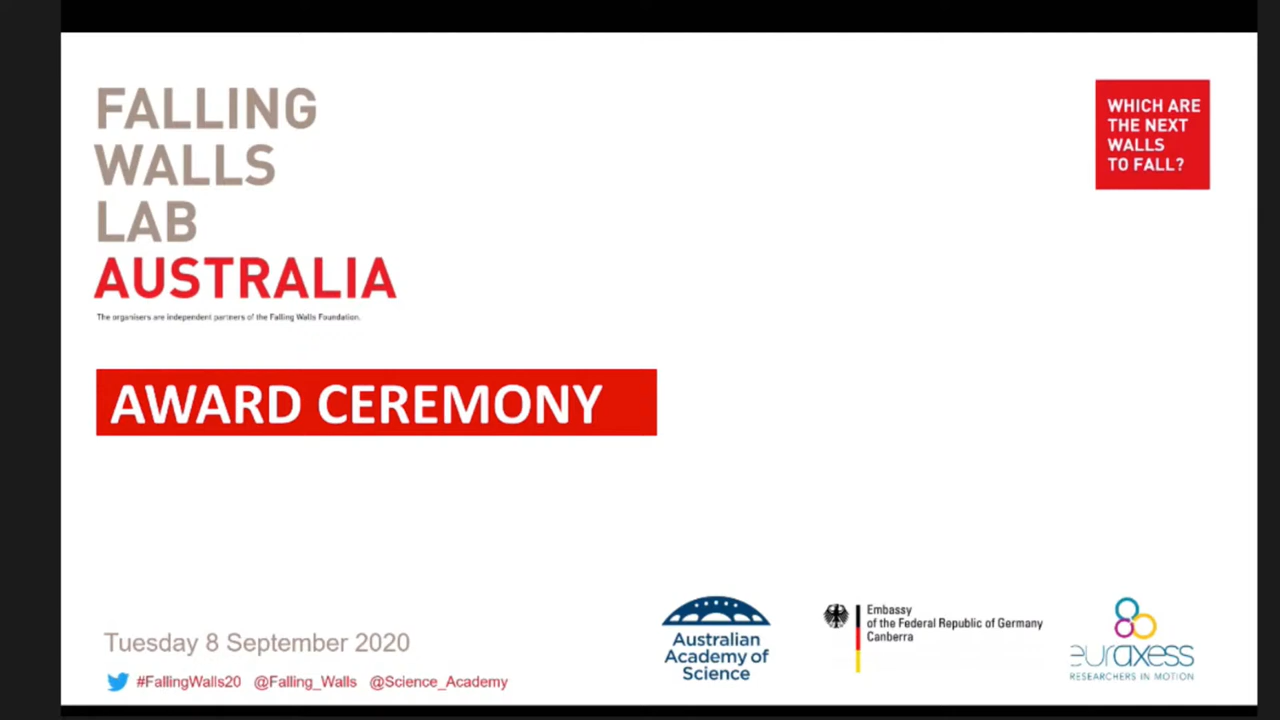 FALLING
WALLS
LAB
AUSTRALIA
The organisers are independent partners of the Falling Walls Foundation.
WHICH ARE
THE NEXT
WALLS
TO FALL?
AWARD CEREMONY
Tuesday 8 September 2020
#FallingWalls20 @Falling_Walls @Science_Academy
Australian
Academy of
Science
Embassy
of the Federal Republic of Germany
Canberra
euraxess
RESEARCHERS IN MOTION